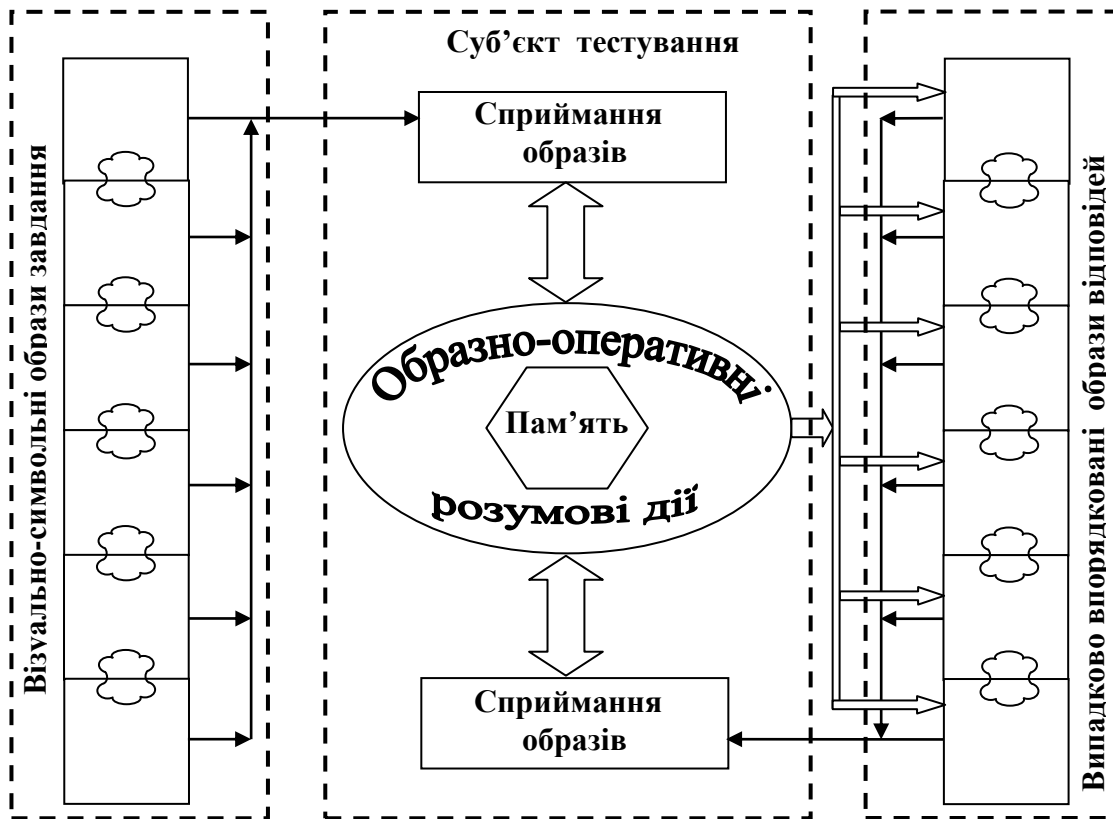 Візуально-символьні образи завдання
Суб’єкт тестування
Сприймання
образів
Образно-оперативні
Пам’ять
розумові дії
Сприймання
образів
Випадково впорядковані образи відповідей